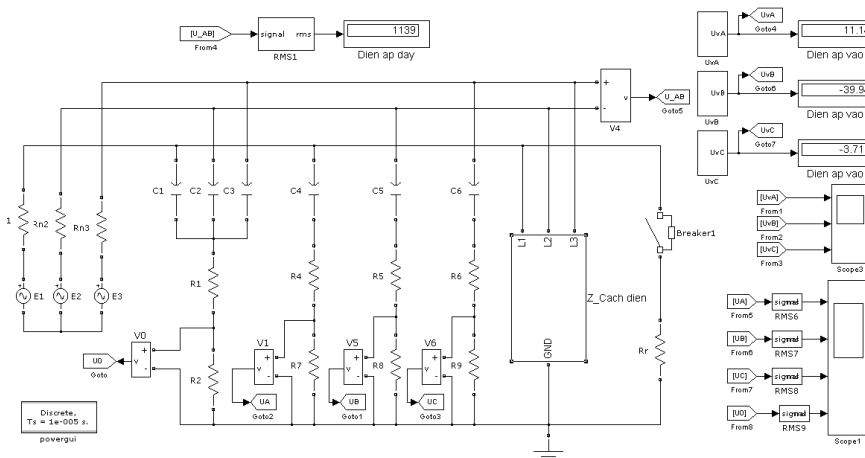 [U_AB]
From4
signal rms
RMS1
1139
Dien ap day
UvA
UvA
Goto4
11.1
Dien ap vao
UvA
UvB
UvB
Goto6
-39.9
Dien ap vao
UvB
UvC
UvC
Goto7
-3.71
Dien ap vao
UvC
+
-
v
V4
U_AB
Goto5
C1
C2
C3
C4
C5
C6
1
Rn2
Rn3
R1
R4
R5
R6
L1
L2
L3
Breaker1
[UvA]
From1
[UvB]
From2
[UvC]
From3
Scope3
E1
E2
E3
Z_Cach dien
GND
Rr
V0
+
-
v
U0
Goto
R2
V1
+
-
v
UA
Goto2
R7
V5
+
-
v
UB
Goto1
R8
V6
+
-
v
UC
Goto3
R9
[UA]
From5
RMS6
[UB]
From6
RMS7
[UC]
From7
RMS8
[U0]
From8
RMS9
Scope1
Discrete,
Ts = 1e-005 s.
powergui